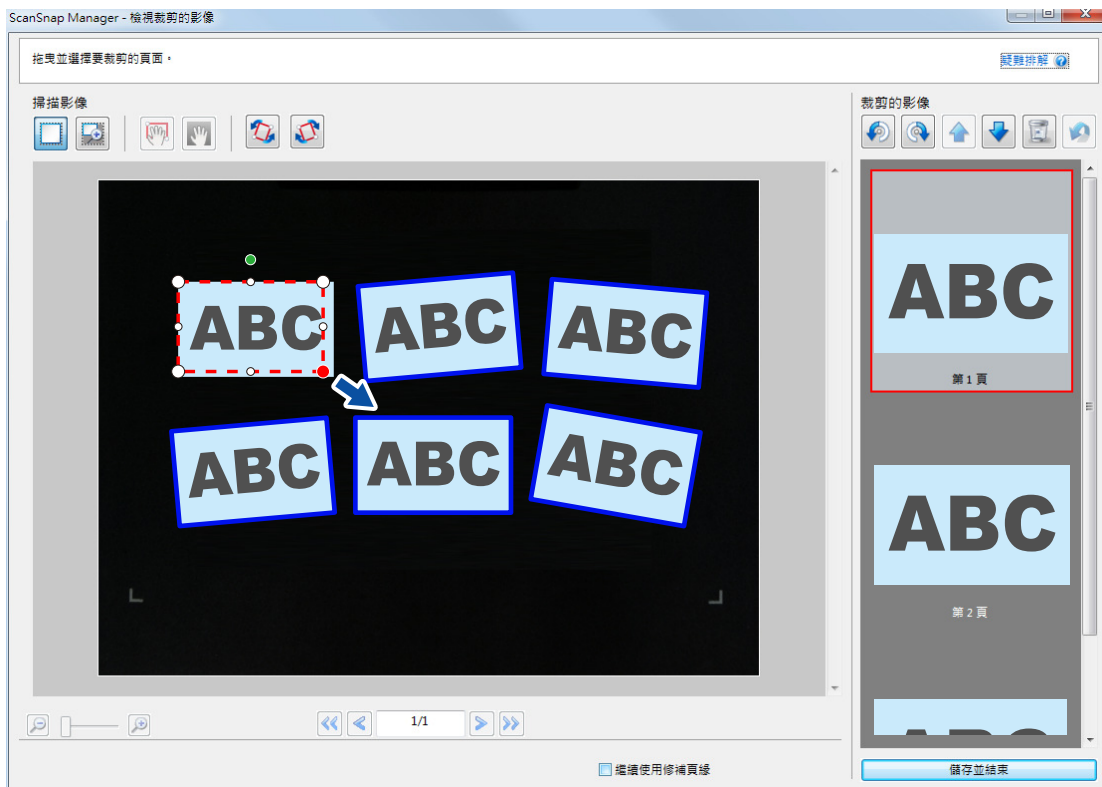 ScanSnap Manager - 檢視裁剪的影像
拖曳並選擇要裁剪的頁面。
疑難排解
掃描影像
裁剪的影像
ABC
ABC
ABC
ABC
ABC
ABC
ABC
第 1 頁
ABC
第 2 頁
ABC
1/1
繼續使用修補頁緣
儲存並結束